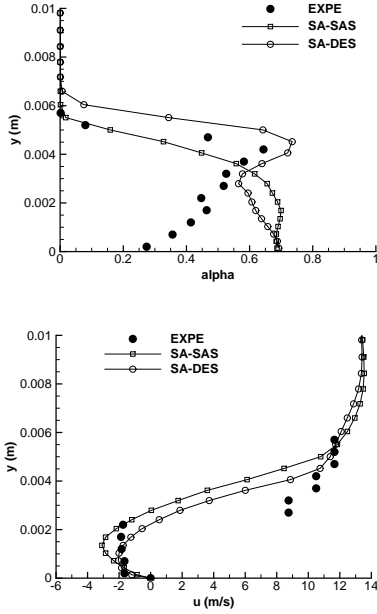 EXPE
SA-SAS
SA-DES
y (m)
0.01
0.008
0.006
0.004
0.002
0
0 0.2 0.4 0.6 0.8 1
alpha
EXPE
SA-SAS
SA-DES
y (m)
0.01
0.008
0.006
0.004
0.002
0
-6 -4 -2 0 2 4 6 8 10 12 14
u (m/s)